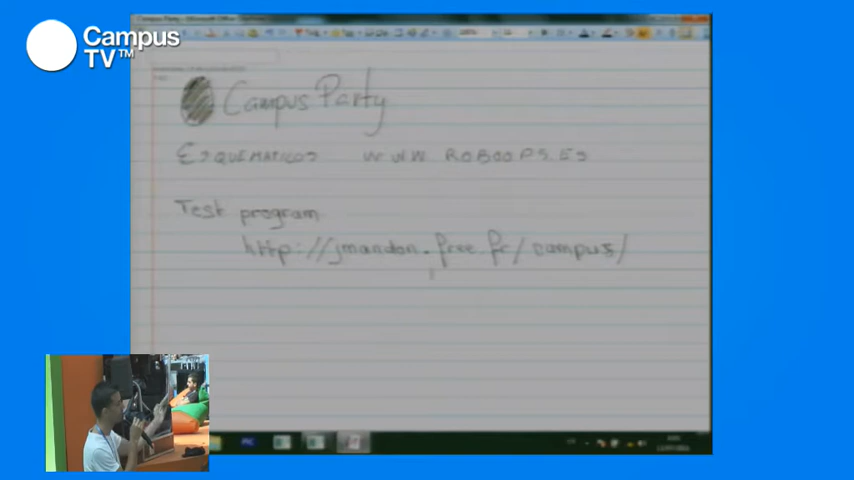 Campus
TV™
Campus Party
ESQUEMATICOS WWW.ROBOOPS.ES
Test program
http://jmandon.free.fr/campus/